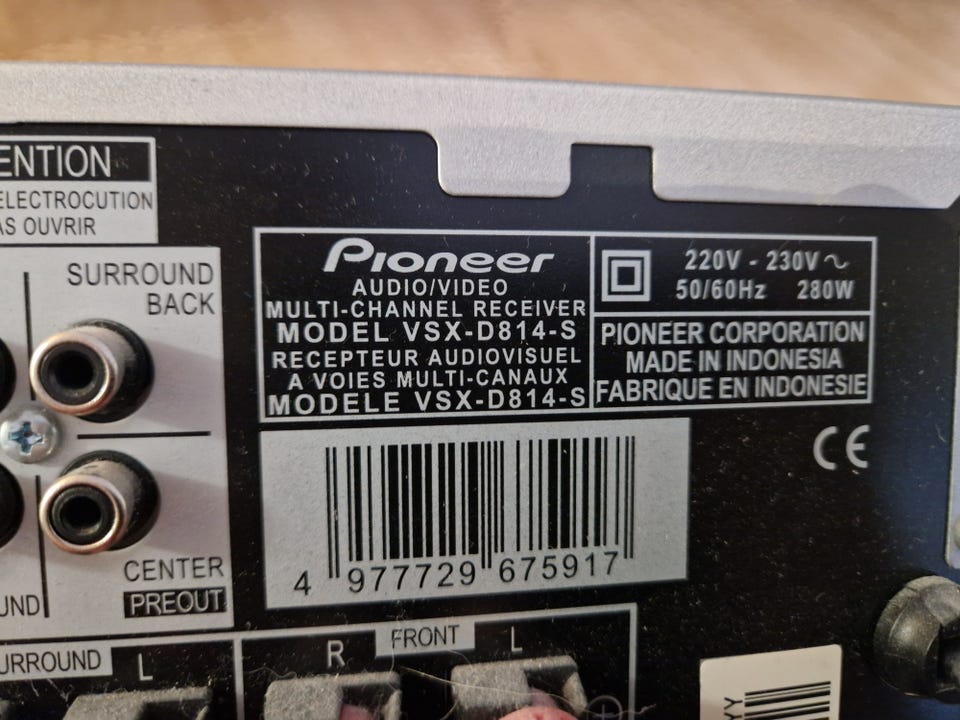 ENTION
ELECTROCUTION
AS OUVRIR
SURROUND
BACK
CENTER
PREOUT
UND
Pioneer
AUDIO/VIDEO
MULTI-CHANNEL RECEIVER
MODEL VSX-D814-S
RECEPTEUR AUDIOVISUEL
A VOIES MULTI-CANAUX
MODELE VSX-D814-S
220V - 230V ~
50/60Hz 280W
PIONEER CORPORATION
MADE IN INDONESIA
FABRIQUE EN INDONESIE
CE
4 977729 675917
URROUND L
R FRONT L
YY